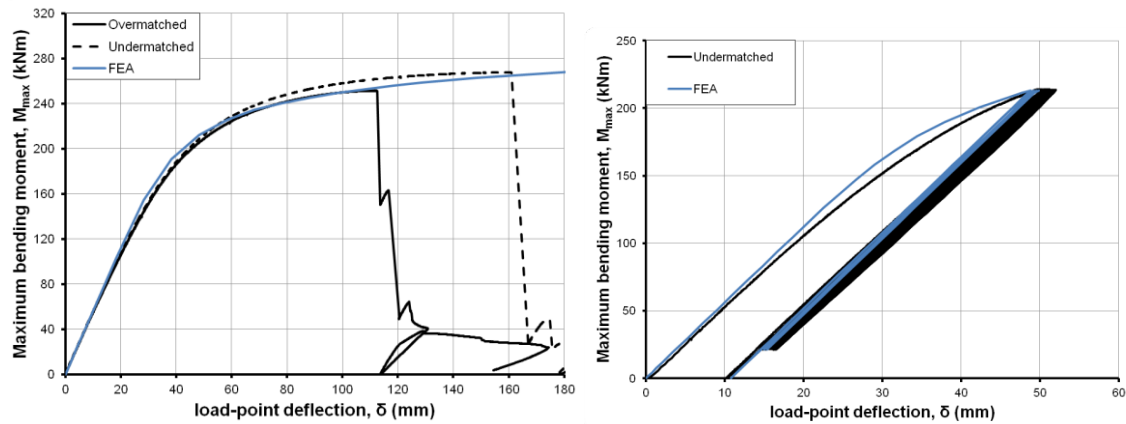 Maximum bending moment, Mmax (kNm)
320
280
240
200
160
120
80
40
0
Overmatched
Undermatched
FEA
0 20 40 60 80 100 120 140 160 180
load-point deflection, δ (mm)
Maximum bending moment, Mmax (kNm)
250
200
150
100
50
0
Undermatched
FEA
0 10 20 30 40 50 60
load-point deflection, δ (mm)